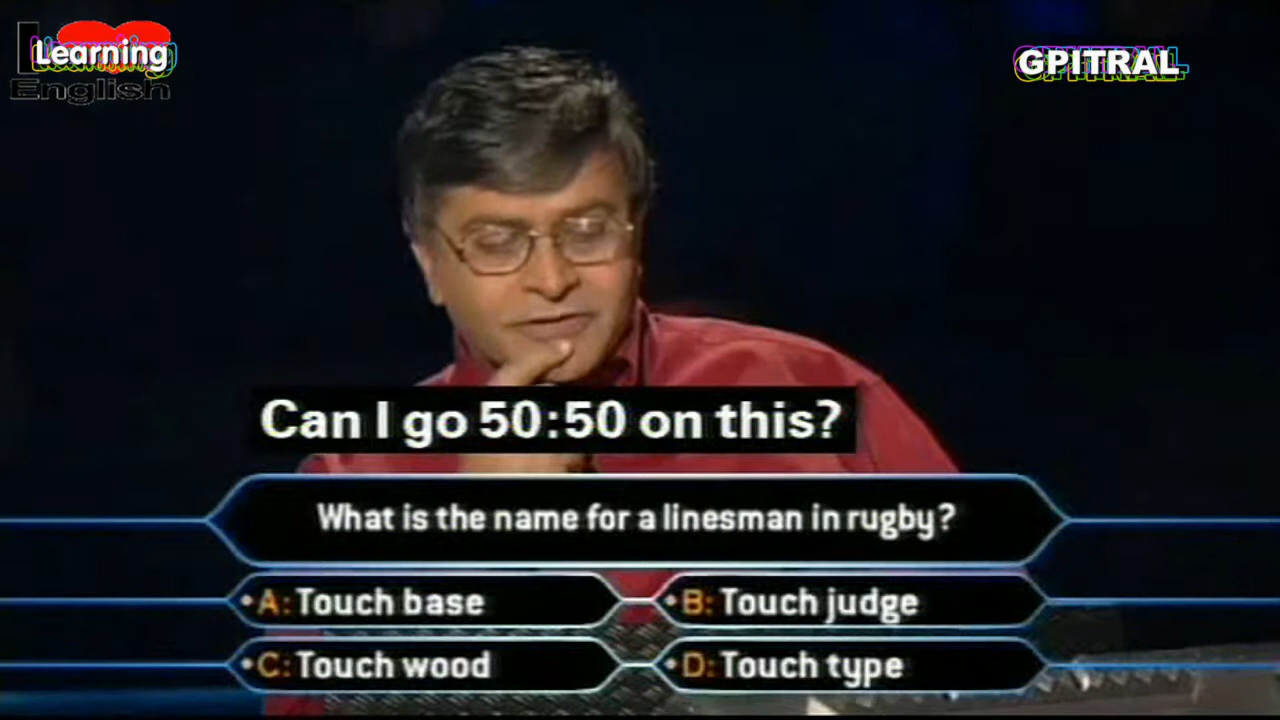 I
Learning
English
GPITRAL
Can I go 50:50 on this?
What is the name for a linesman in rugby?
A: Touch base
B: Touch judge
C: Touch wood
D: Touch type